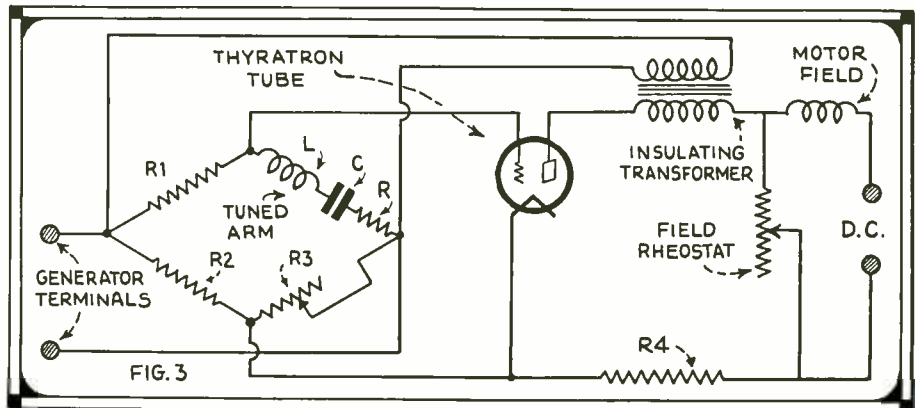 THYRATRON
TUBE
MOTOR
FIELD
L
C
R
R1
TUNED
ARM
INSULATING
TRANSFORMER
R2
R3
FIELD
RHEOSTAT
D.C.
GENERATOR
TERMINALS
R4
FIG. 3